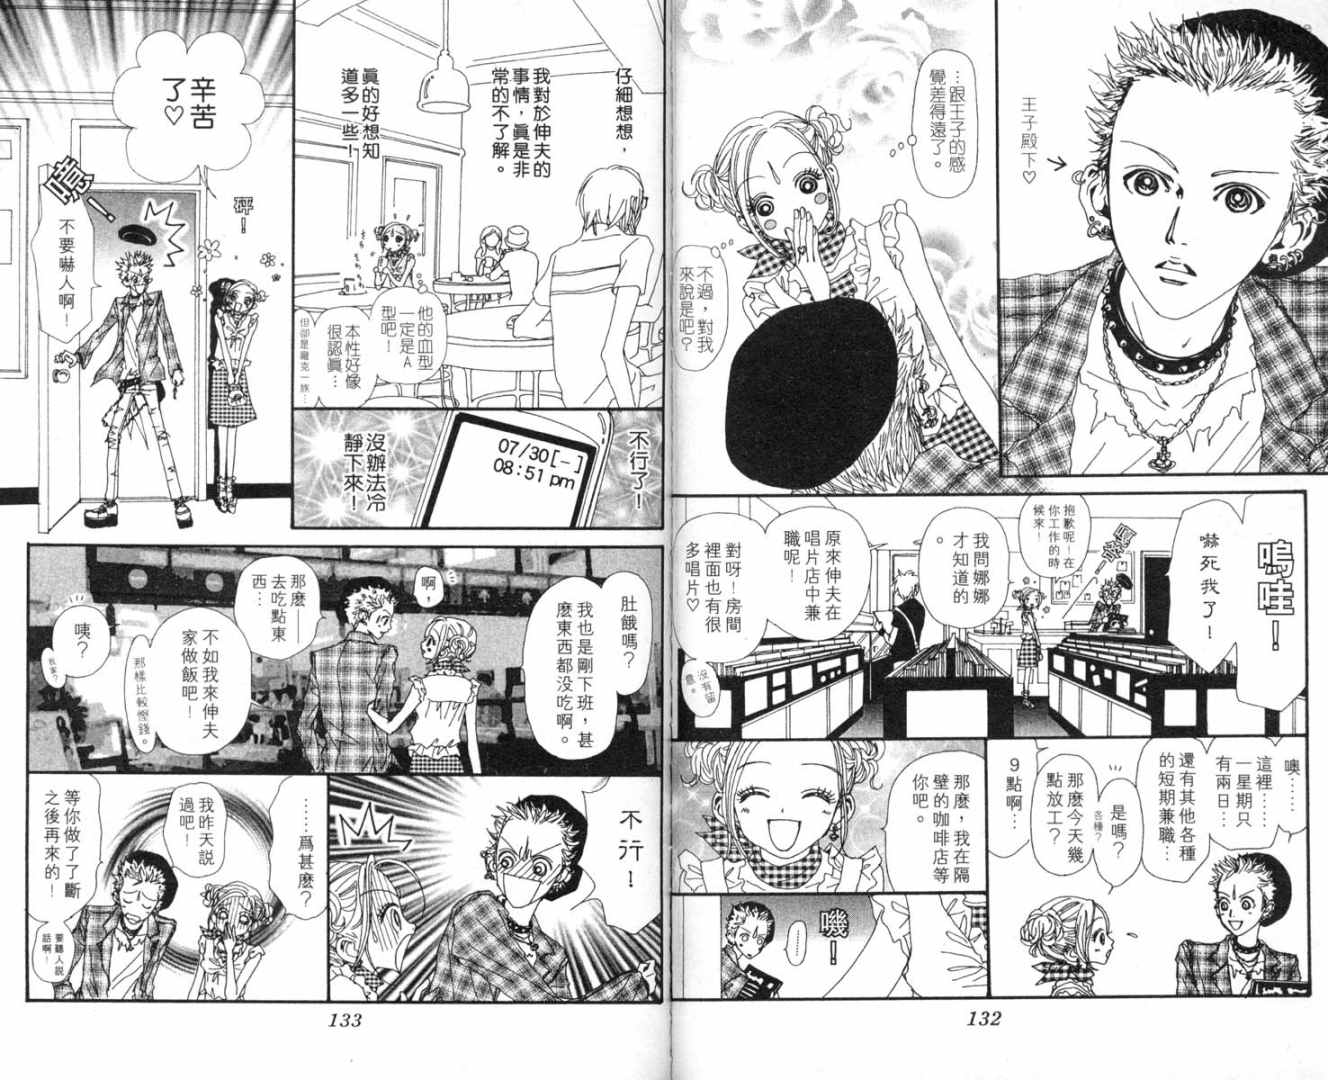 王子殿下♡
…跟王子的感
覺差得遠了。
不過，對我
來說是吧？
嗚哇！
嚇死我了！
抱歉呢！在
你工作的時
候來！
我問娜娜
才知道的
。
原來伸夫在
唱片店中兼
職呢！
對呀！房間
裡面也有很
多唱片♡
沒有留
意。
噢……
這裡……
一星期只
有兩日…
還有其他各種
的短期兼職…
是嗎？
各種？
那麼今天幾
點放工？
9點啊…
那麼，我在隔
壁的咖啡店等
你吧。
嘰！
……
132
仔細想想，
我對於伸夫的
事情，真是非
常的不了解。
真的好想知
道多一些！
他的血型
一定是A
型吧！
本性好像
很認真…
但卻是龐克一族…
不行了！
07/30[-]
08:51pm
沒辦法冷
靜下來！
辛苦
了♡
砰！
噫
不要嚇人啊！
肚餓嗎？
我也是剛下班，甚
麼東西都沒吃啊。
啊！
那麼——
去吃點東
西…
不如我來伸夫
家做飯吧！
那樣比較慳錢。
咦？
我家？
不行！
……為甚麼？
我昨天說
過吧！
等你做了了斷
之後再來的！
要聽人說
話啊！
133